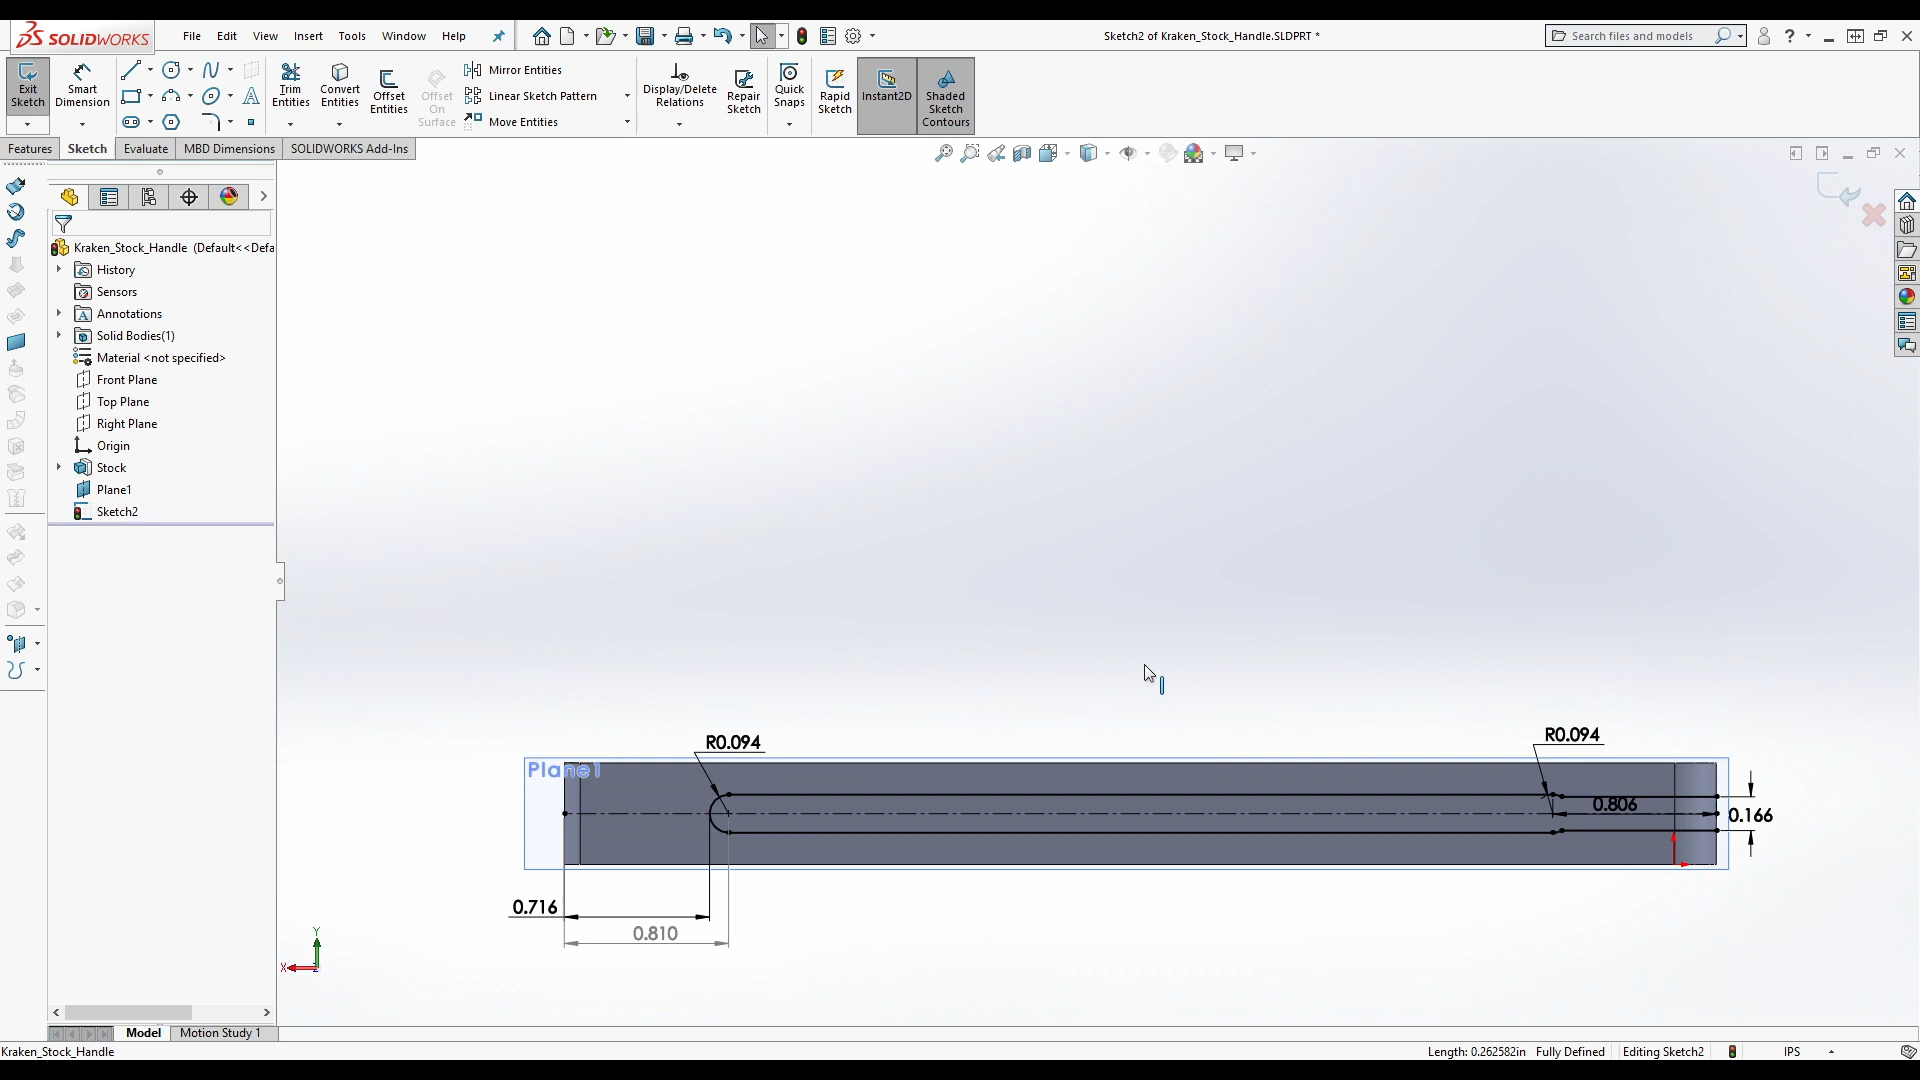 SOLIDWORKS File Edit View Insert Tools Window Help Sketch2 of Kraken_Stock_Handle.SLDPRT * Search files and models ?
Exit Sketch
Smart Dimension
Trim Entities
Convert Entities
Offset Entities
Offset On Surface
Mirror Entities
Linear Sketch Pattern
Move Entities
Display/Delete Relations
Repair Sketch
Quick Snaps
Rapid Sketch
Instant2D
Shaded Sketch Contours
Features Sketch Evaluate MBD Dimensions SOLIDWORKS Add-Ins
Kraken_Stock_Handle (Default<<Defa
History
Sensors
Annotations
Solid Bodies(1)
Material <not specified>
Front Plane
Top Plane
Right Plane
Origin
Stock
Plane1
Sketch2
R0.094
R0.094
Plane1
0.806
0.166
0.716
0.810
Y
X
Model Motion Study 1
Kraken_Stock_Handle Length: 0.262582in Fully Defined Editing Sketch2 IPS